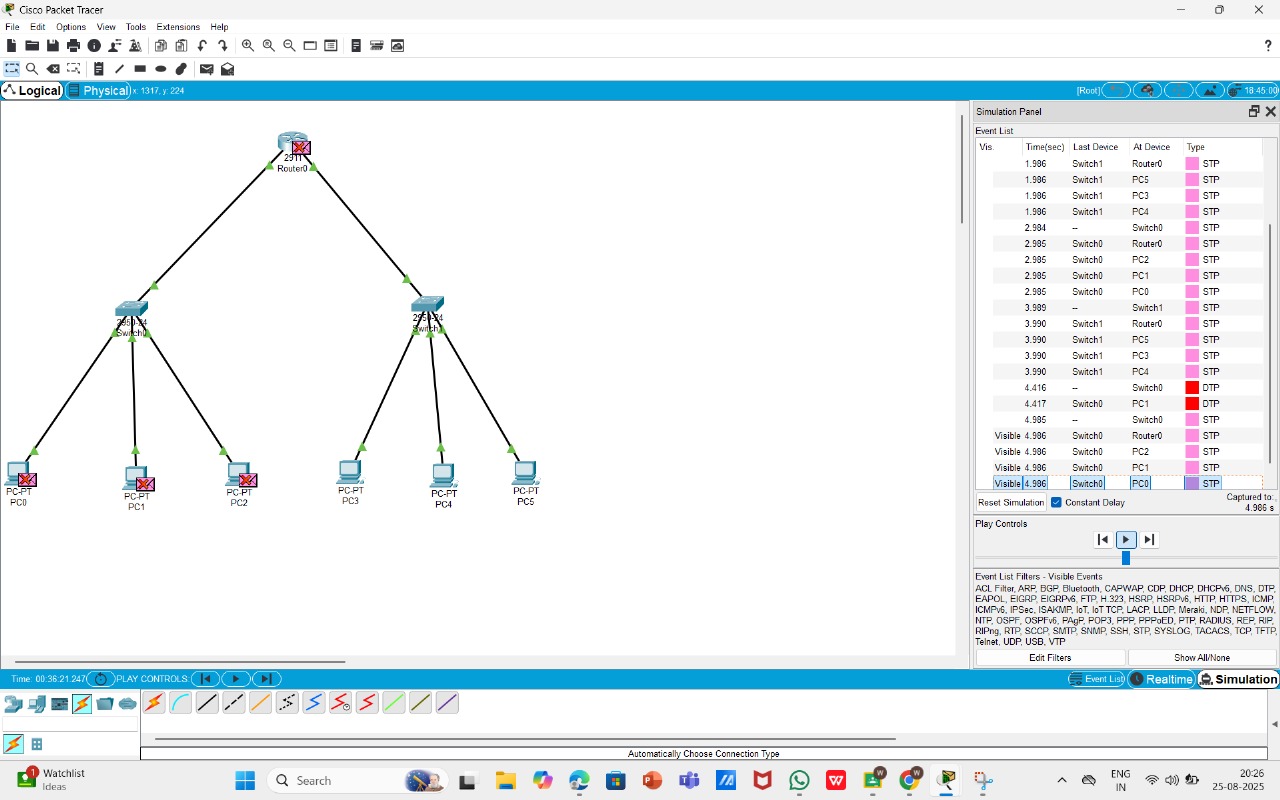 Cisco Packet Tracer
File Edit Options View Tools Extensions Help
?
Logical Physical x: 1317, y: 224 [Root] 18:45:00
2911
Router0
2950-24
Switch0
2950-24
Switch1
PC-PT
PC0
PC-PT
PC1
PC-PT
PC2
PC-PT
PC3
PC-PT
PC4
PC-PT
PC5
Simulation Panel
Event List
Vis. Time(sec) Last Device At Device Type
1.986 Switch1 Router0 STP
1.986 Switch1 PC5 STP
1.986 Switch1 PC3 STP
1.986 Switch1 PC4 STP
2.984 -- Switch0 STP
2.985 Switch0 Router0 STP
2.985 Switch0 PC2 STP
2.985 Switch0 PC1 STP
2.985 Switch0 PC0 STP
3.989 -- Switch1 STP
3.990 Switch1 Router0 STP
3.990 Switch1 PC5 STP
3.990 Switch1 PC3 STP
3.990 Switch1 PC4 STP
4.416 -- Switch0 DTP
4.417 Switch0 PC1 DTP
4.985 -- Switch0 STP
Visible 4.986 Switch0 Router0 STP
Visible 4.986 Switch0 PC2 STP
Visible 4.986 Switch0 PC1 STP
Visible 4.986 Switch0 PC0 STP
Reset Simulation Constant Delay Captured to:
4.986 s
Play Controls
Event List Filters - Visible Events
ACL Filter, ARP, BGP, Bluetooth, CAPWAP, CDP, DHCP, DHCPv6, DNS, DTP,
EAPOL, EIGRP, EIGRPv6, FTP, H.323, HSRP, HSRPv6, HTTP, HTTPS, ICMP,
ICMPv6, IPSec, ISAKMP, IoT, IoT TCP, LACP, LLDP, Meraki, NDP, NETFLOW,
NTP, OSPF, OSPFv6, PAgP, POP3, PPP, PPPoED, PTP, RADIUS, REP, RIP,
RIPng, RTP, SCCP, SMTP, SNMP, SSH, STP, SYSLOG, TACACS, TCP, TFTP,
Telnet, UDP, USB, VTP
Edit Filters Show All/None
Time: 00:36:21.247 PLAY CONTROLS: Event List Realtime Simulation
Automatically Choose Connection Type
1 Watchlist
Ideas
Search
W
W
W
ENG
IN
20:26
25-08-2025